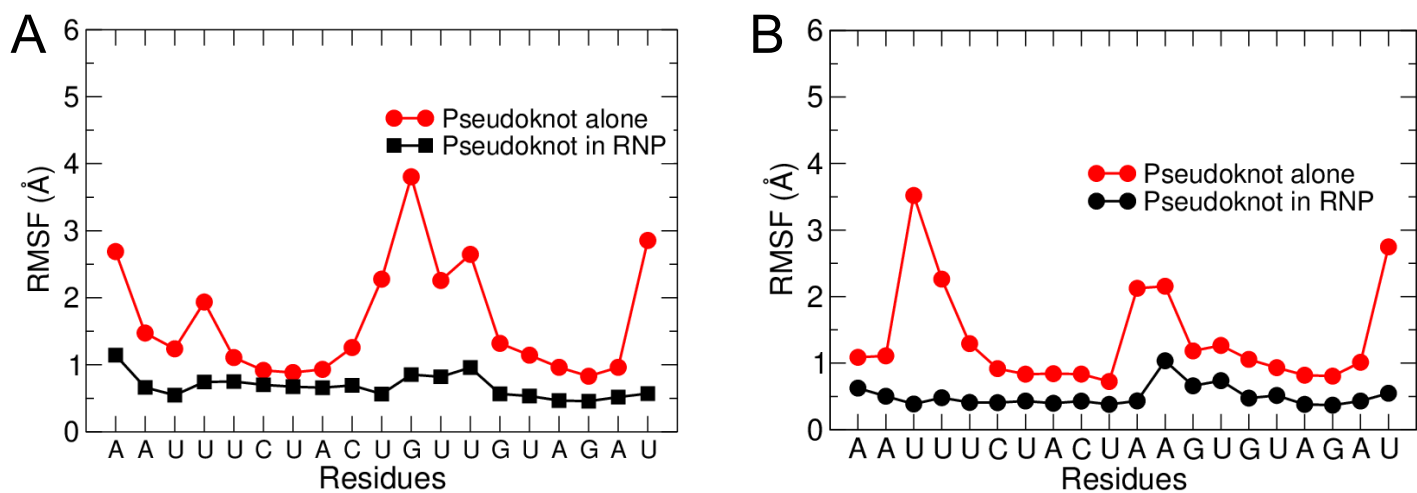 A
6
5
4
3
2
1
0
RMSF (Å)
Pseudoknot alone
Pseudoknot in RNP
A A U U U C U A C U G U U G U A G A U
Residues
B
6
5
4
3
2
1
0
RMSF (Å)
Pseudoknot alone
Pseudoknot in RNP
A A U U U C U A C U A A G U G U A G A U
Residues